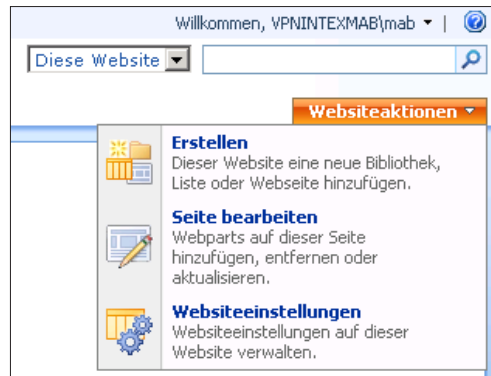 Willkommen, VPNINTEXMAB\mab ▾ | ?
Diese Website
Websiteaktionen ▾
Erstellen
Dieser Website eine neue Bibliothek,
Liste oder Webseite hinzufügen.
Seite bearbeiten
Webparts auf dieser Seite
hinzufügen, entfernen oder
aktualisieren.
Websiteeinstellungen
Websiteeinstellungen auf dieser
Website verwalten.